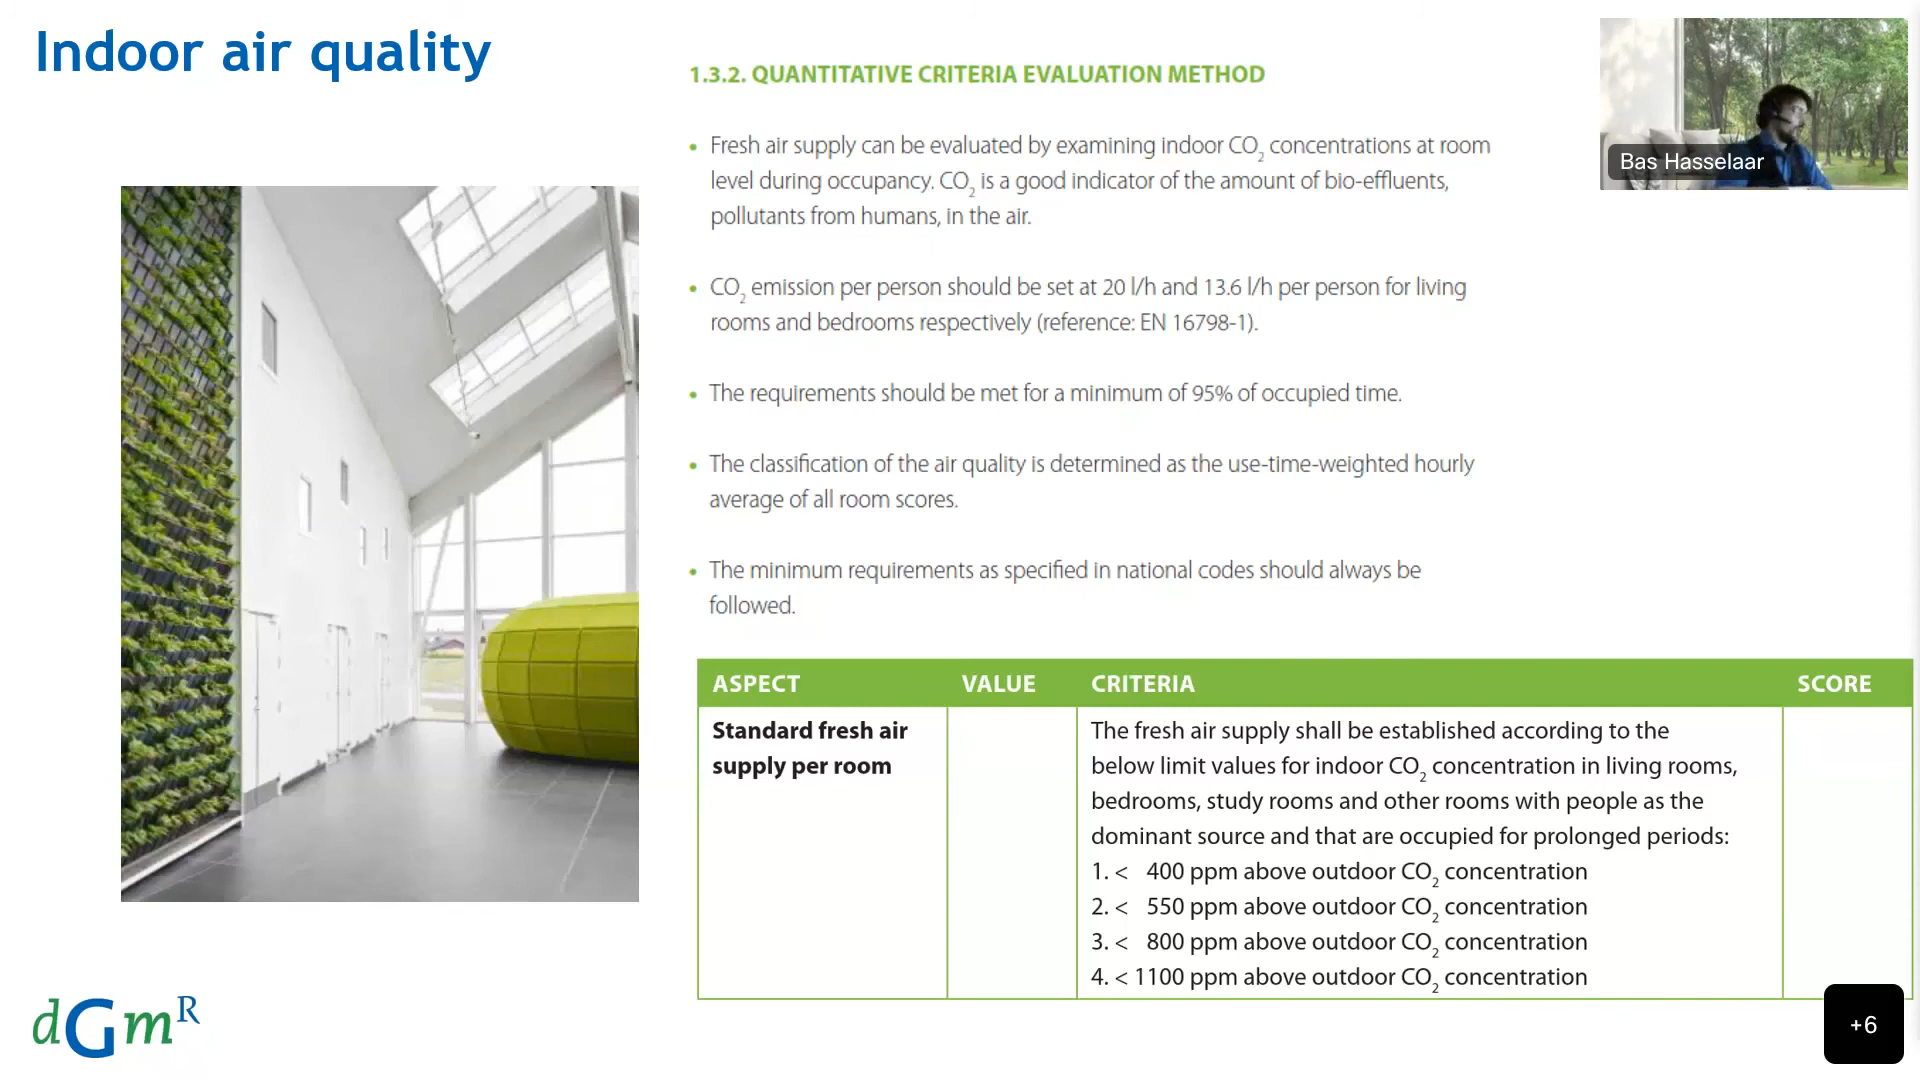 Indoor air quality
1.3.2. QUANTITATIVE CRITERIA EVALUATION METHOD
• Fresh air supply can be evaluated by examining indoor CO₂ concentrations at room
level during occupancy. CO₂ is a good indicator of the amount of bio-effluents,
pollutants from humans, in the air.
• CO₂ emission per person should be set at 20 l/h and 13.6 l/h per person for living
rooms and bedrooms respectively (reference: EN 16798-1).
• The requirements should be met for a minimum of 95% of occupied time.
• The classification of the air quality is determined as the use-time-weighted hourly
average of all room scores.
• The minimum requirements as specified in national codes should always be
followed.
ASPECT VALUE CRITERIA SCORE
Standard fresh air
supply per room
The fresh air supply shall be established according to the
below limit values for indoor CO₂ concentration in living rooms,
bedrooms, study rooms and other rooms with people as the
dominant source and that are occupied for prolonged periods:
1. < 400 ppm above outdoor CO₂ concentration
2. < 550 ppm above outdoor CO₂ concentration
3. < 800 ppm above outdoor CO₂ concentration
4. < 1100 ppm above outdoor CO₂ concentration
Bas Hasselaar
dGmR
+6